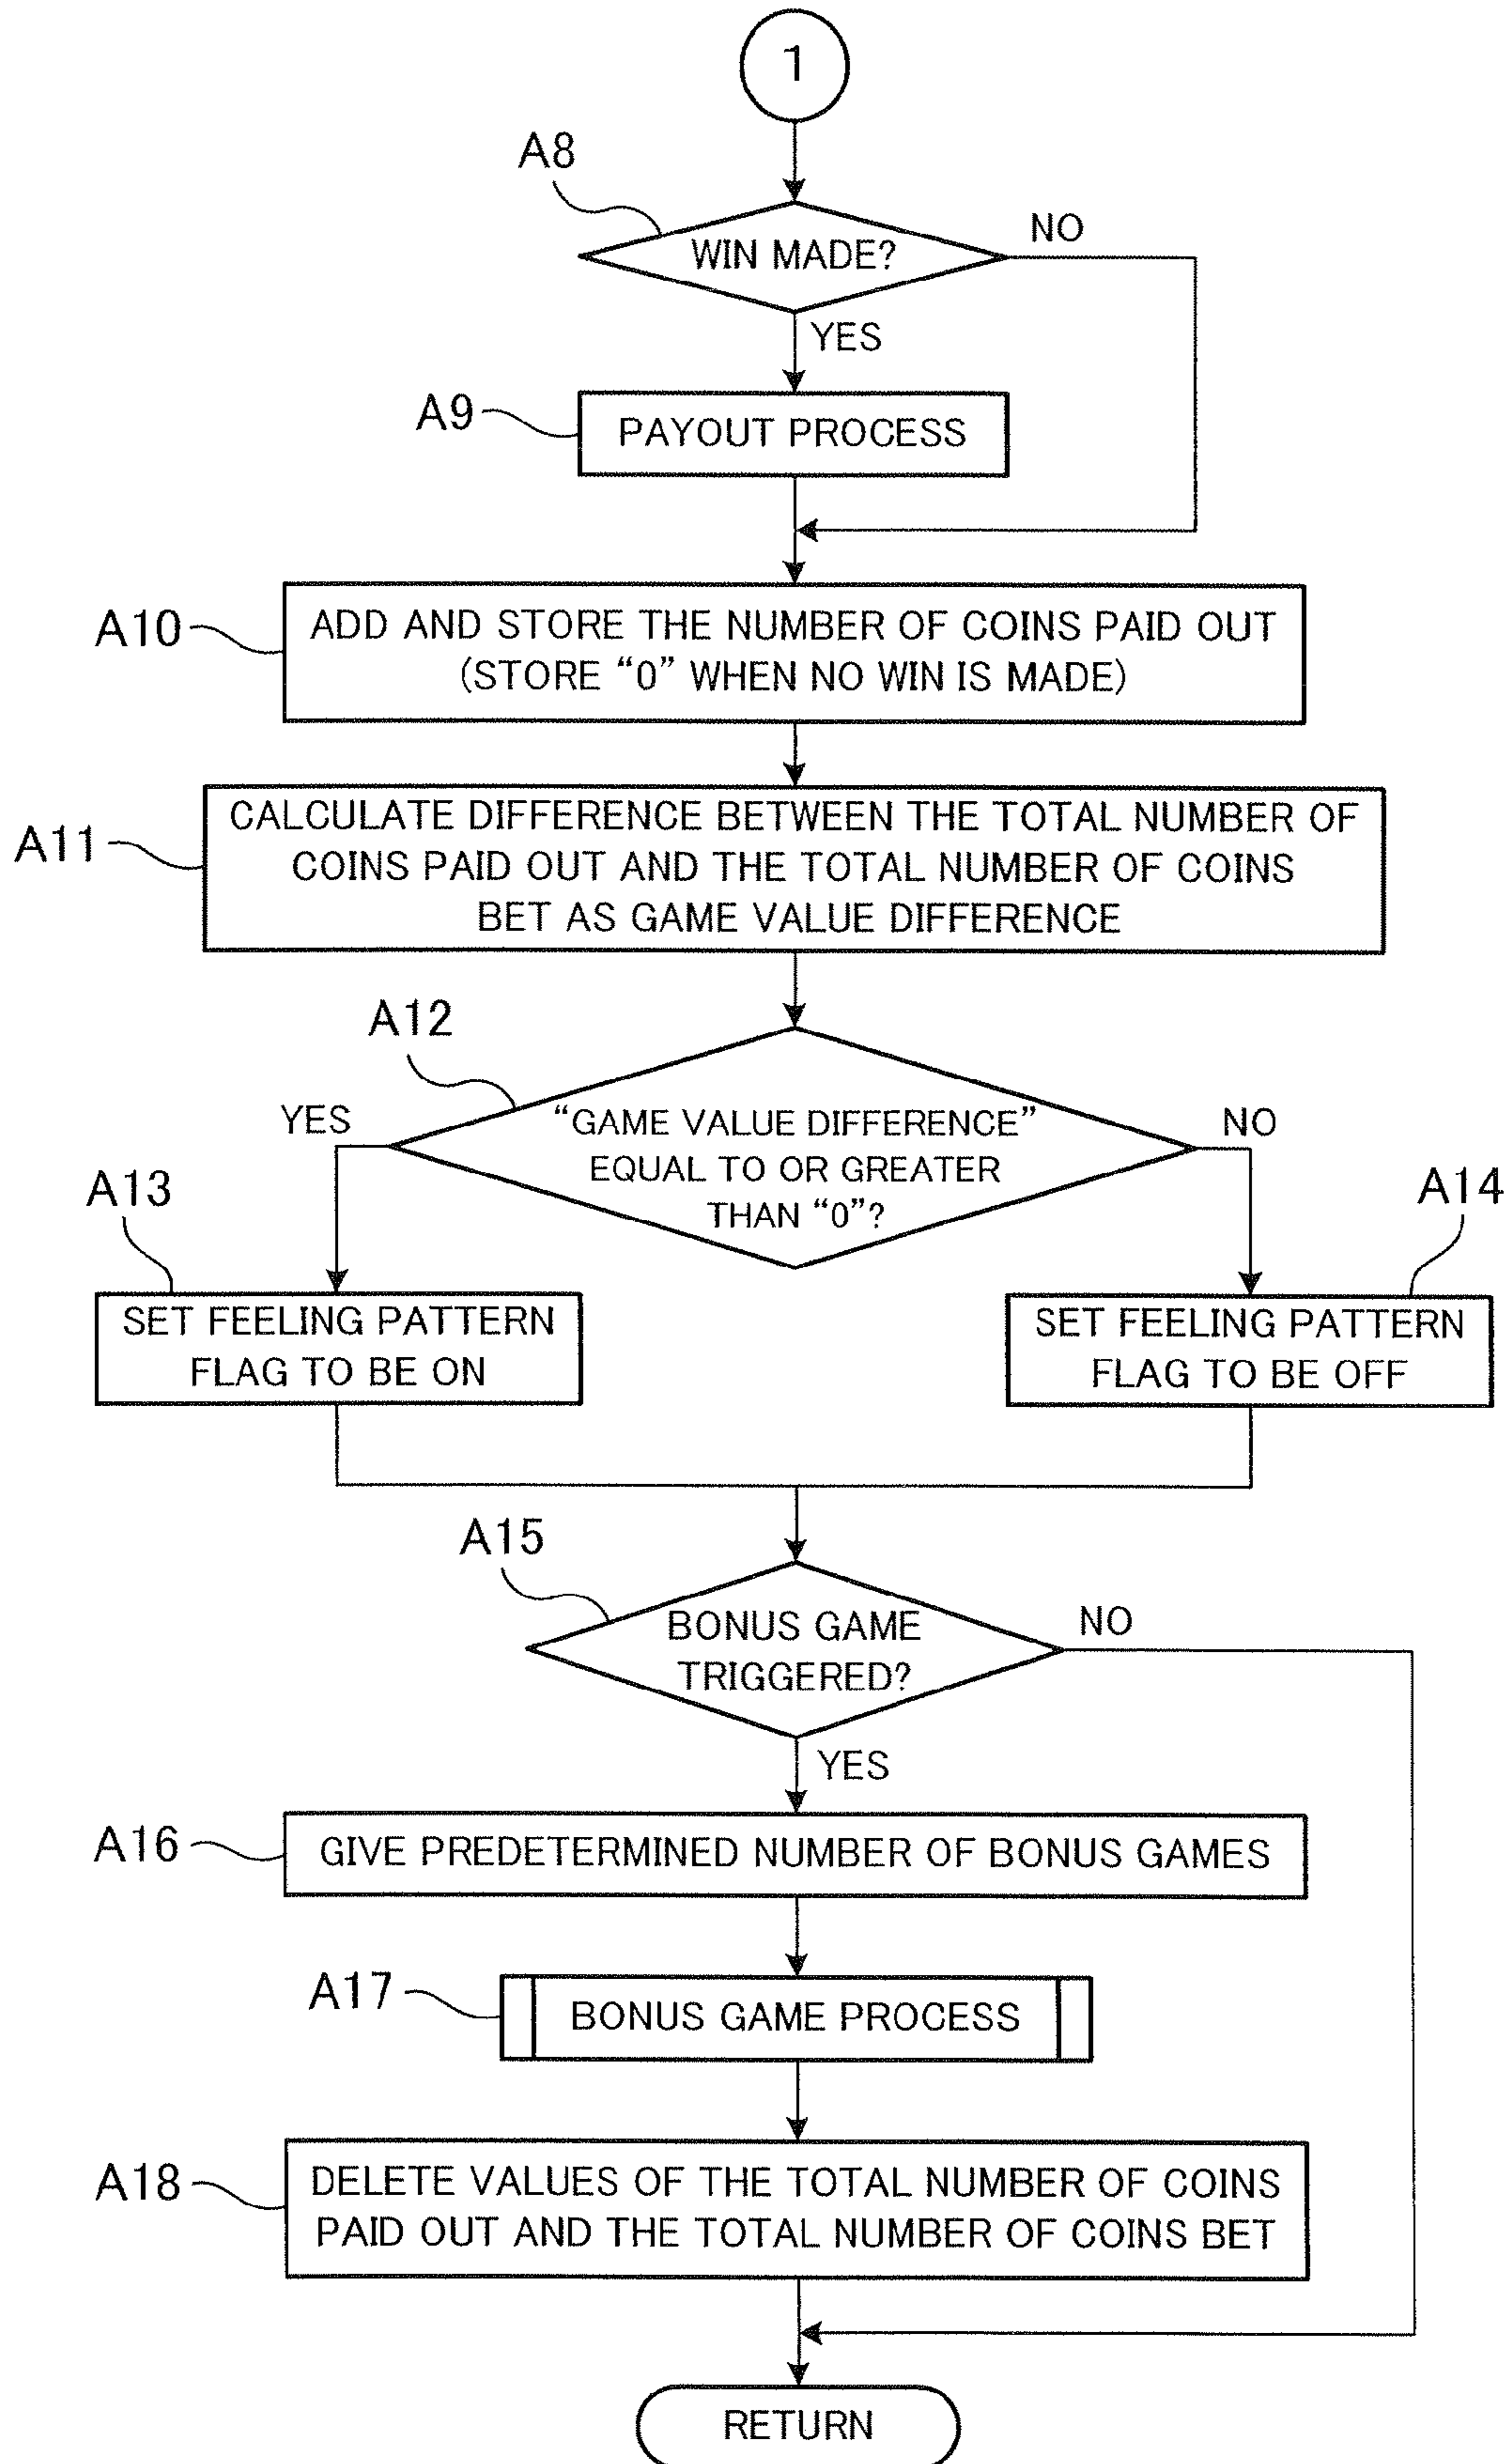 1
A8
WIN MADE?
NO
YES
A9
PAYOUT PROCESS
A10
ADD AND STORE THE NUMBER OF COINS PAID OUT
(STORE “0” WHEN NO WIN IS MADE)
A11
CALCULATE DIFFERENCE BETWEEN THE TOTAL NUMBER OF
COINS PAID OUT AND THE TOTAL NUMBER OF COINS
BET AS GAME VALUE DIFFERENCE
A12
YES
“GAME VALUE DIFFERENCE”
EQUAL TO OR GREATER
THAN “0”?
NO
A13
SET FEELING PATTERN
FLAG TO BE ON
A14
SET FEELING PATTERN
FLAG TO BE OFF
A15
BONUS GAME
TRIGGERED?
NO
YES
A16
GIVE PREDETERMINED NUMBER OF BONUS GAMES
A17
BONUS GAME PROCESS
A18
DELETE VALUES OF THE TOTAL NUMBER OF COINS
PAID OUT AND THE TOTAL NUMBER OF COINS BET
RETURN